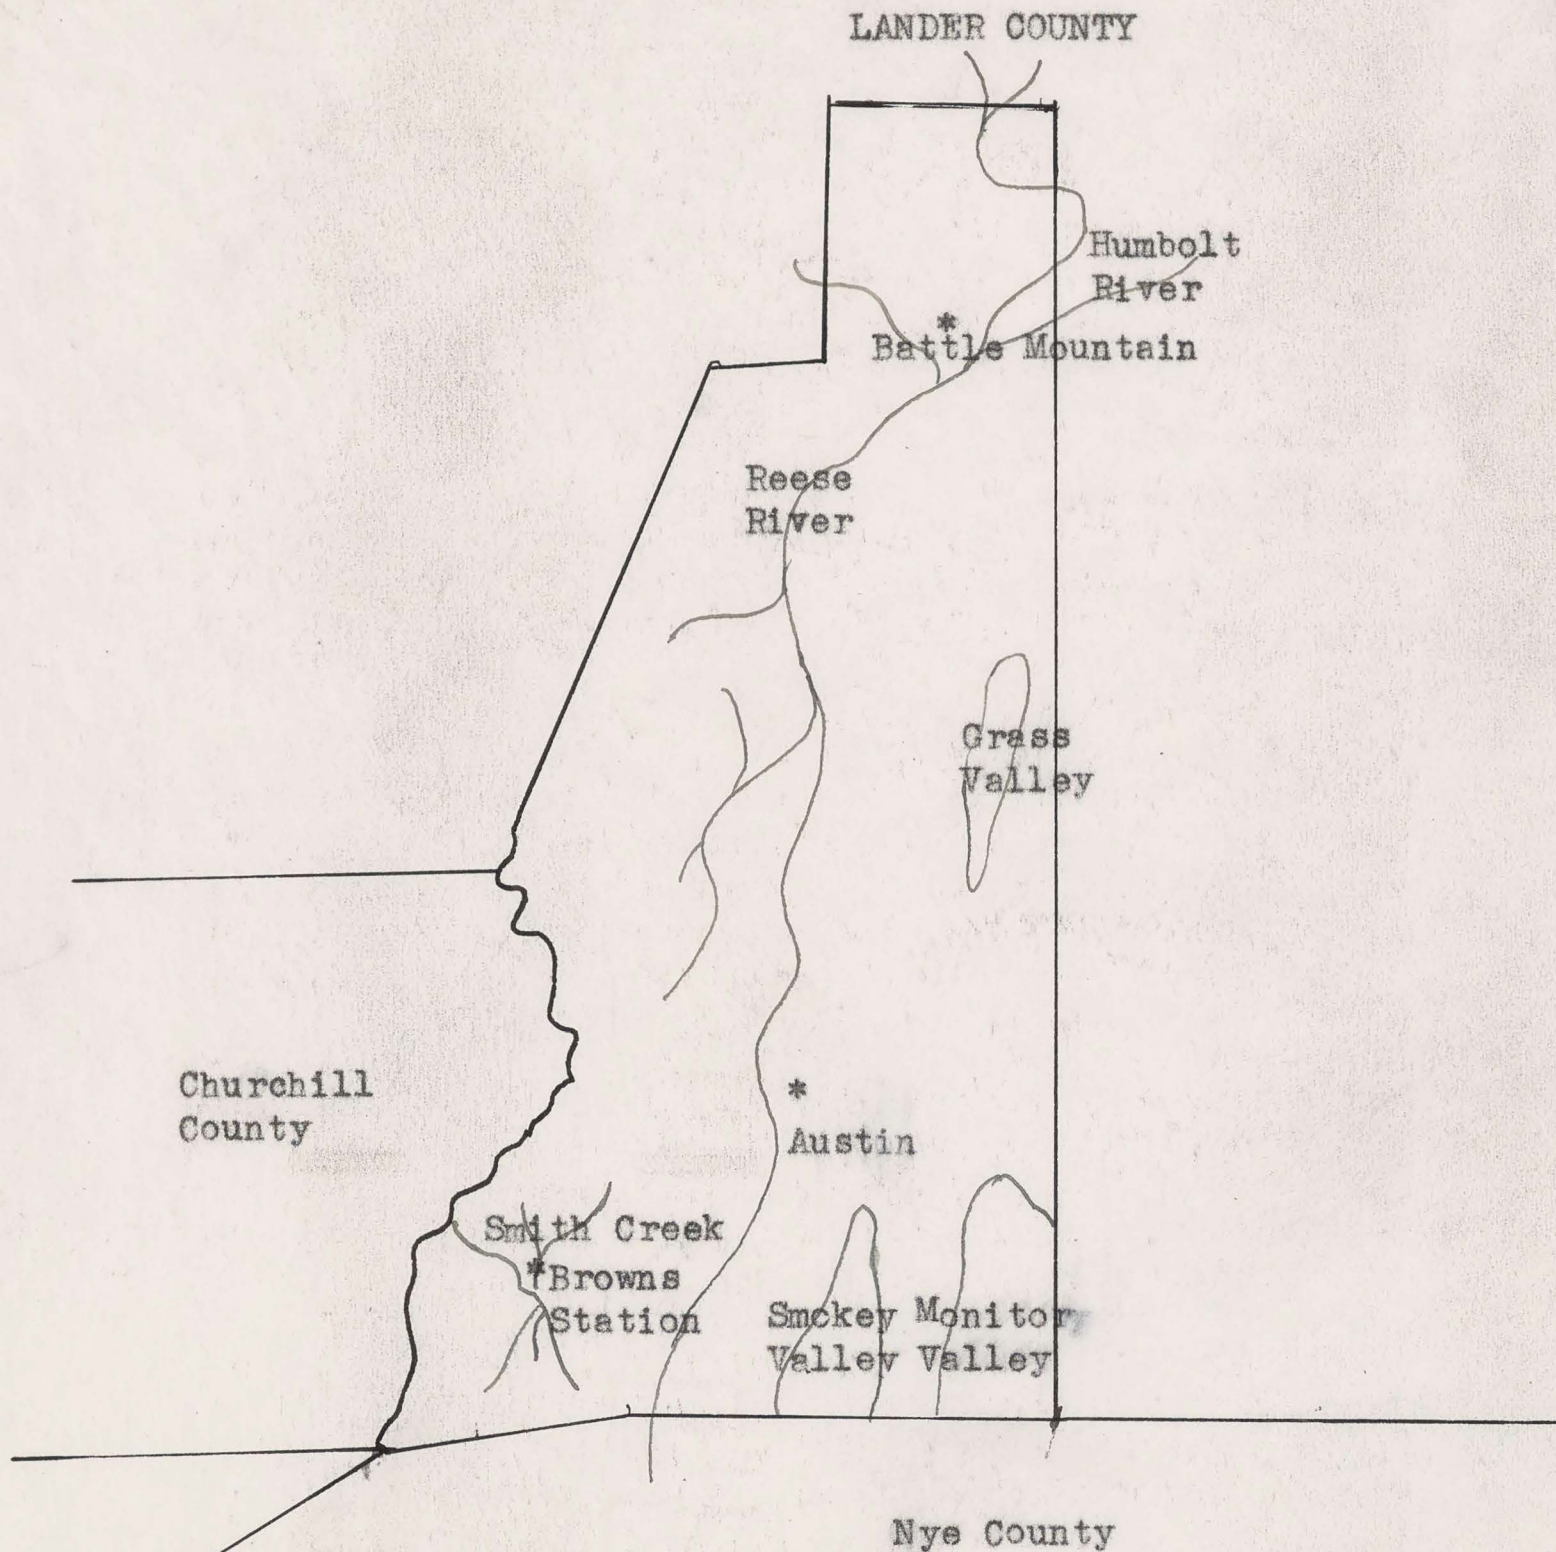 LANDER COUNTY
Humbolt
River
*
Battle Mountain
Reese
River
Grass
Valley
Churchill
County
*
Austin
Smith Creek
*Browns
Station
Smokey
Valley
Monitor
Valley
Nye County